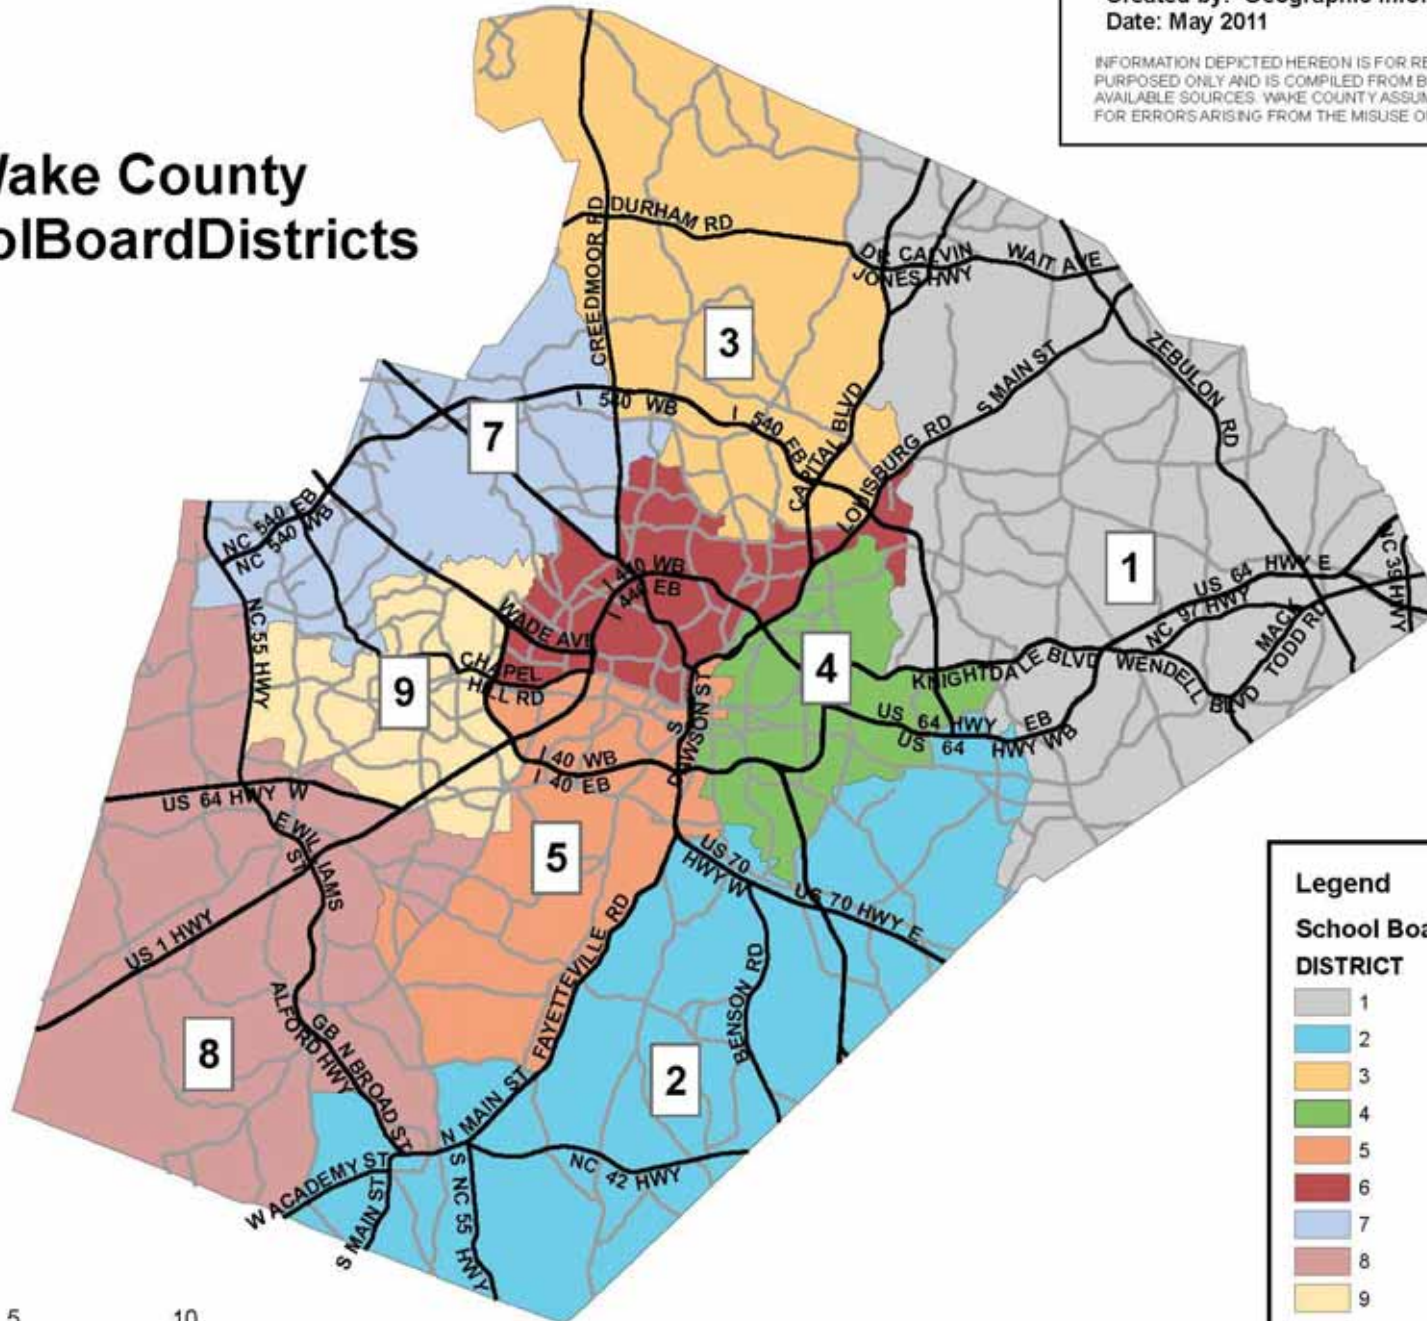 Date: May 2011
INFORMATION DEPICTED HEREON IS FOR
PURPOSED ONLY AND IS COMPILED FROM
AVAILABLE SOURCES. WAKE COUNTY
FOR ERRORS ARISING FROM THE MISUSE
Wake County
DURHAM RD
CREEDMOOR RD
DR CALVIN
JONES HWY
WAIT AVE
3
ZEBULON RD
S MAIN ST
I 540 WB
I 540 EB
CAPITAL BLVD
LOUISBURG RD
7
NC 540 EB
NC 540 WB
1
US 64 HWY E
NC 97 HWY
NC 39 HWY
MACK
TODD RD
I 440 WB
I 440 EB
WADE AVE
NC 55 HWY
CHAPEL
HILL RD
9
4
KNIGHTDALE BLVD
WENDELL
BLVD
S
DAWSON ST
US 64 HWY EB
US 64 HWY WB
I 40 WB
I 40 EB
US 64 HWY W
E WILLIAMS
ST
5
US 70
HWY W
US 70 HWY E
US 1 HWY
FAYETTEVILLE RD
BENSON RD
GB
ALFORD HWY
N BROAD ST
8
2
N MAIN ST
NC 42 HWY
W ACADEMY ST
S MAIN ST
S NC 55 HWY
Legend
School
DISTRICT
1
2
3
4
5
6
7
8
9
5 10